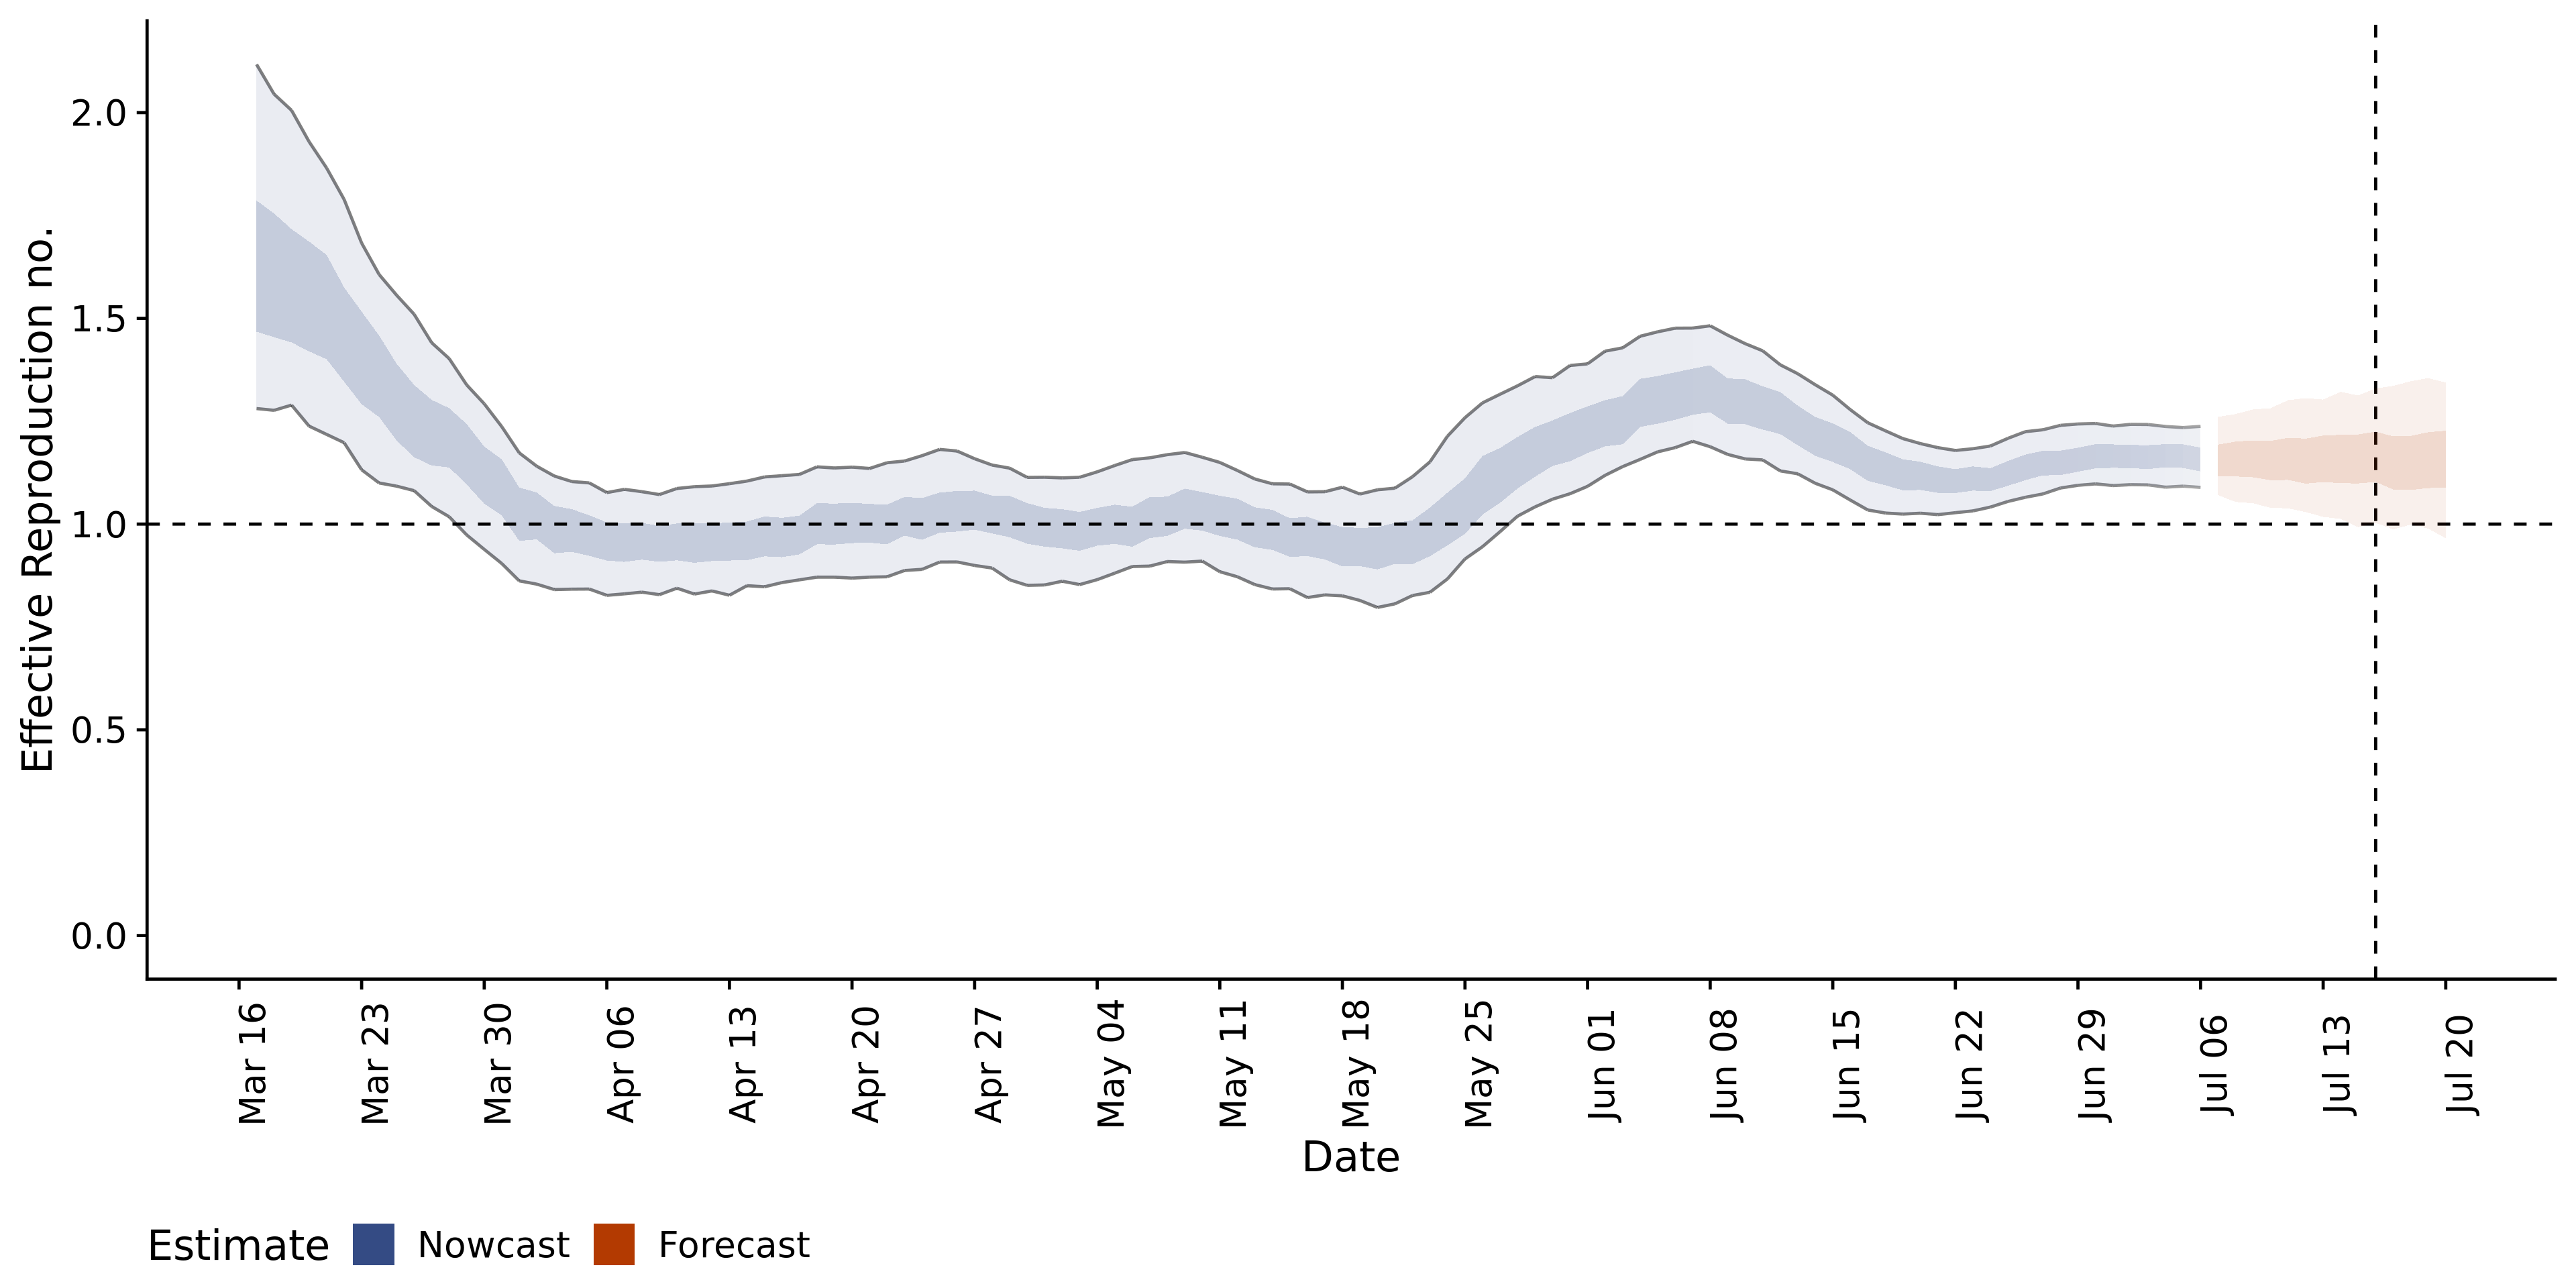 Effective Reproduction no.
2.0
1.5
1.0
0.5
0.0
Mar 16
Mar 23
Mar 30
Apr 06
Apr 13
Apr 20
Apr 27
May 04
May 11
May 18
May 25
Jun 01
Jun 08
Jun 15
Jun 22
Jun 29
Jul 06
Jul 13
Jul 20
Date
Estimate Nowcast Forecast